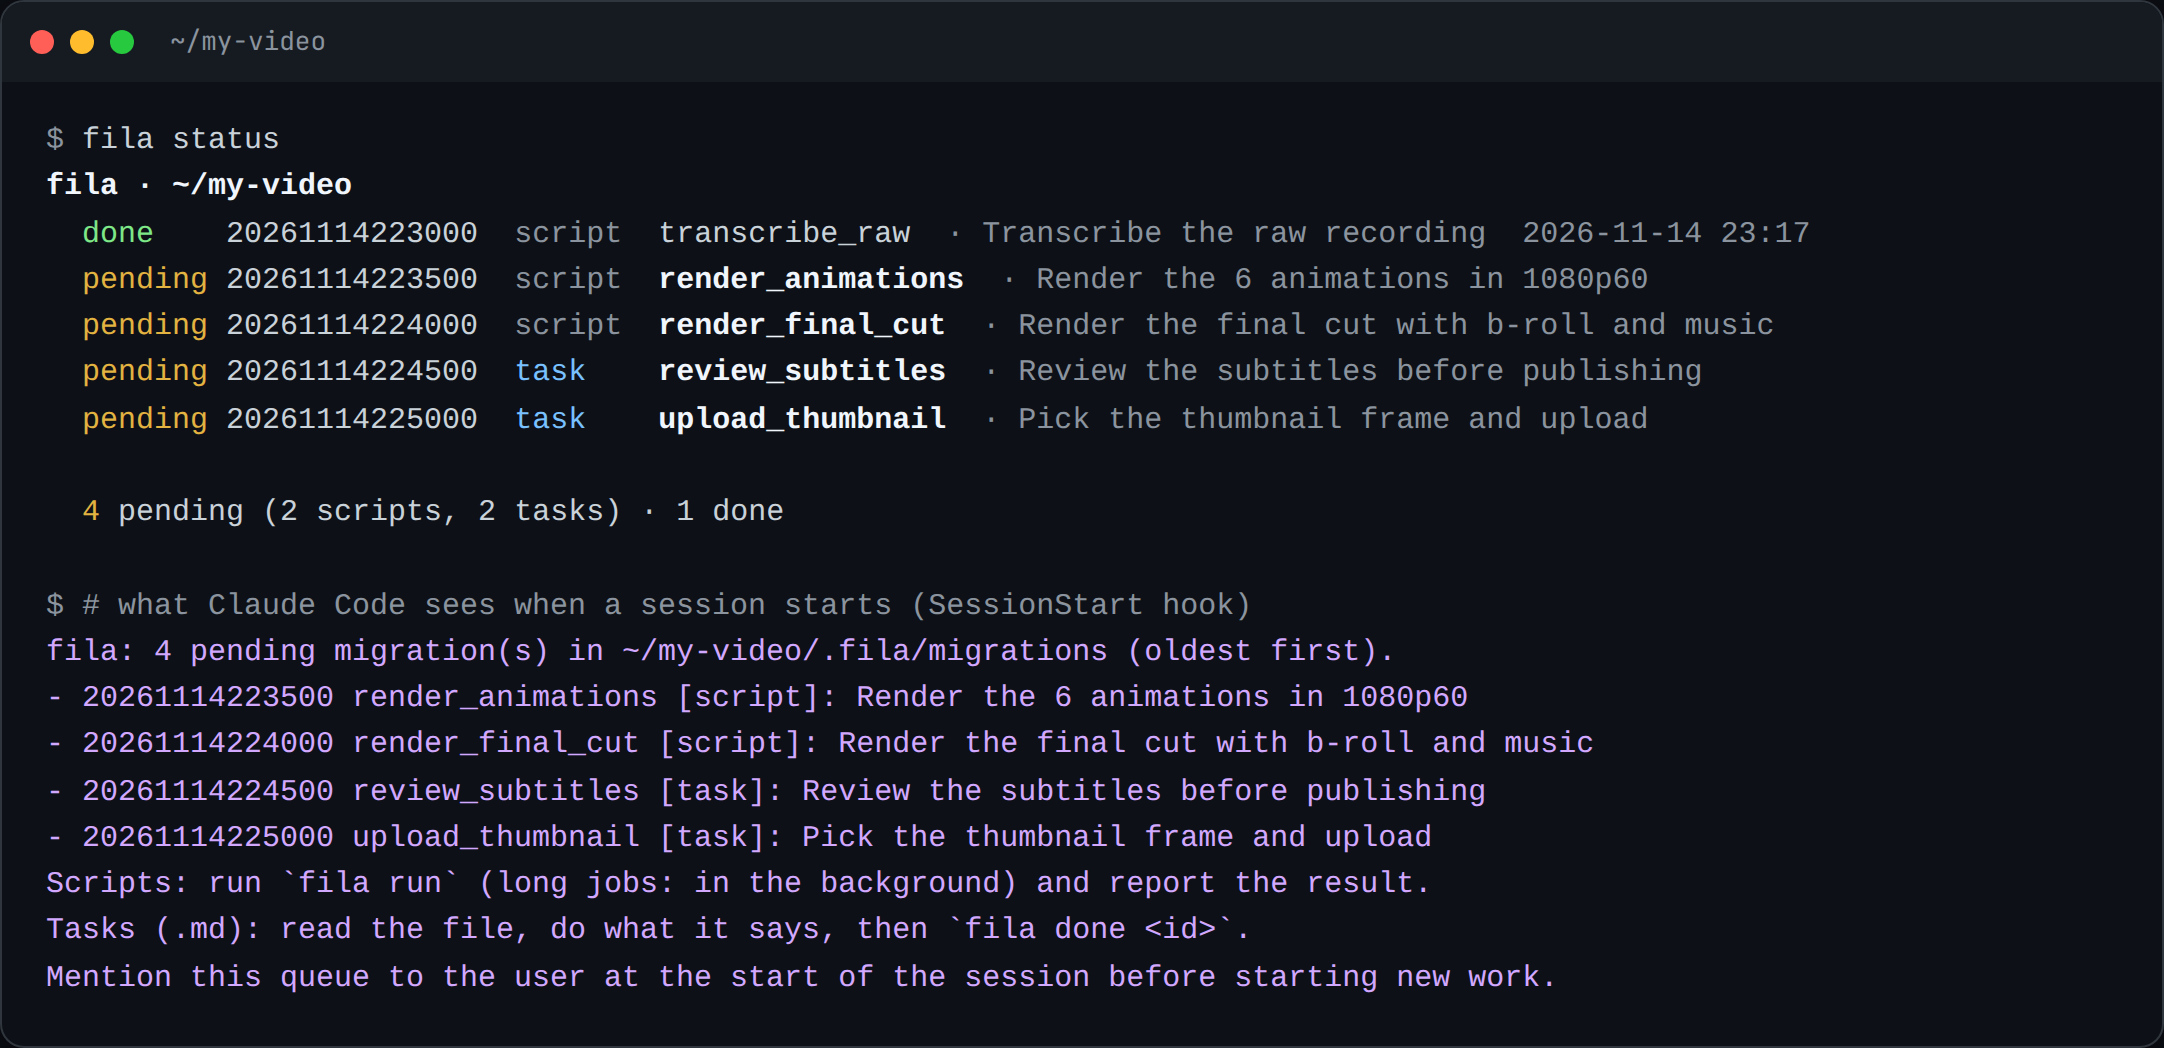 ~/my-video
$ fila status
fila · ~/my-video
done 20261114223000 script transcribe_raw · Transcribe the raw recording 2026-11-14 23:17
pending 20261114223500 script render_animations · Render the 6 animations in 1080p60
pending 20261114224000 script render_final_cut · Render the final cut with b-roll and music
pending 20261114224500 task review_subtitles · Review the subtitles before publishing
pending 20261114225000 task upload_thumbnail · Pick the thumbnail frame and upload
4 pending (2 scripts, 2 tasks) · 1 done
$ # what Claude Code sees when a session starts (SessionStart hook)
fila: 4 pending migration(s) in ~/my-video/.fila/migrations (oldest first).
- 20261114223500 render_animations [script]: Render the 6 animations in 1080p60
- 20261114224000 render_final_cut [script]: Render the final cut with b-roll and music
- 20261114224500 review_subtitles [task]: Review the subtitles before publishing
- 20261114225000 upload_thumbnail [task]: Pick the thumbnail frame and upload
Scripts: run `fila run` (long jobs: in the background) and report the result.
Tasks (.md): read the file, do what it says, then `fila done <id>`.
Mention this queue to the user at the start of the session before starting new work.